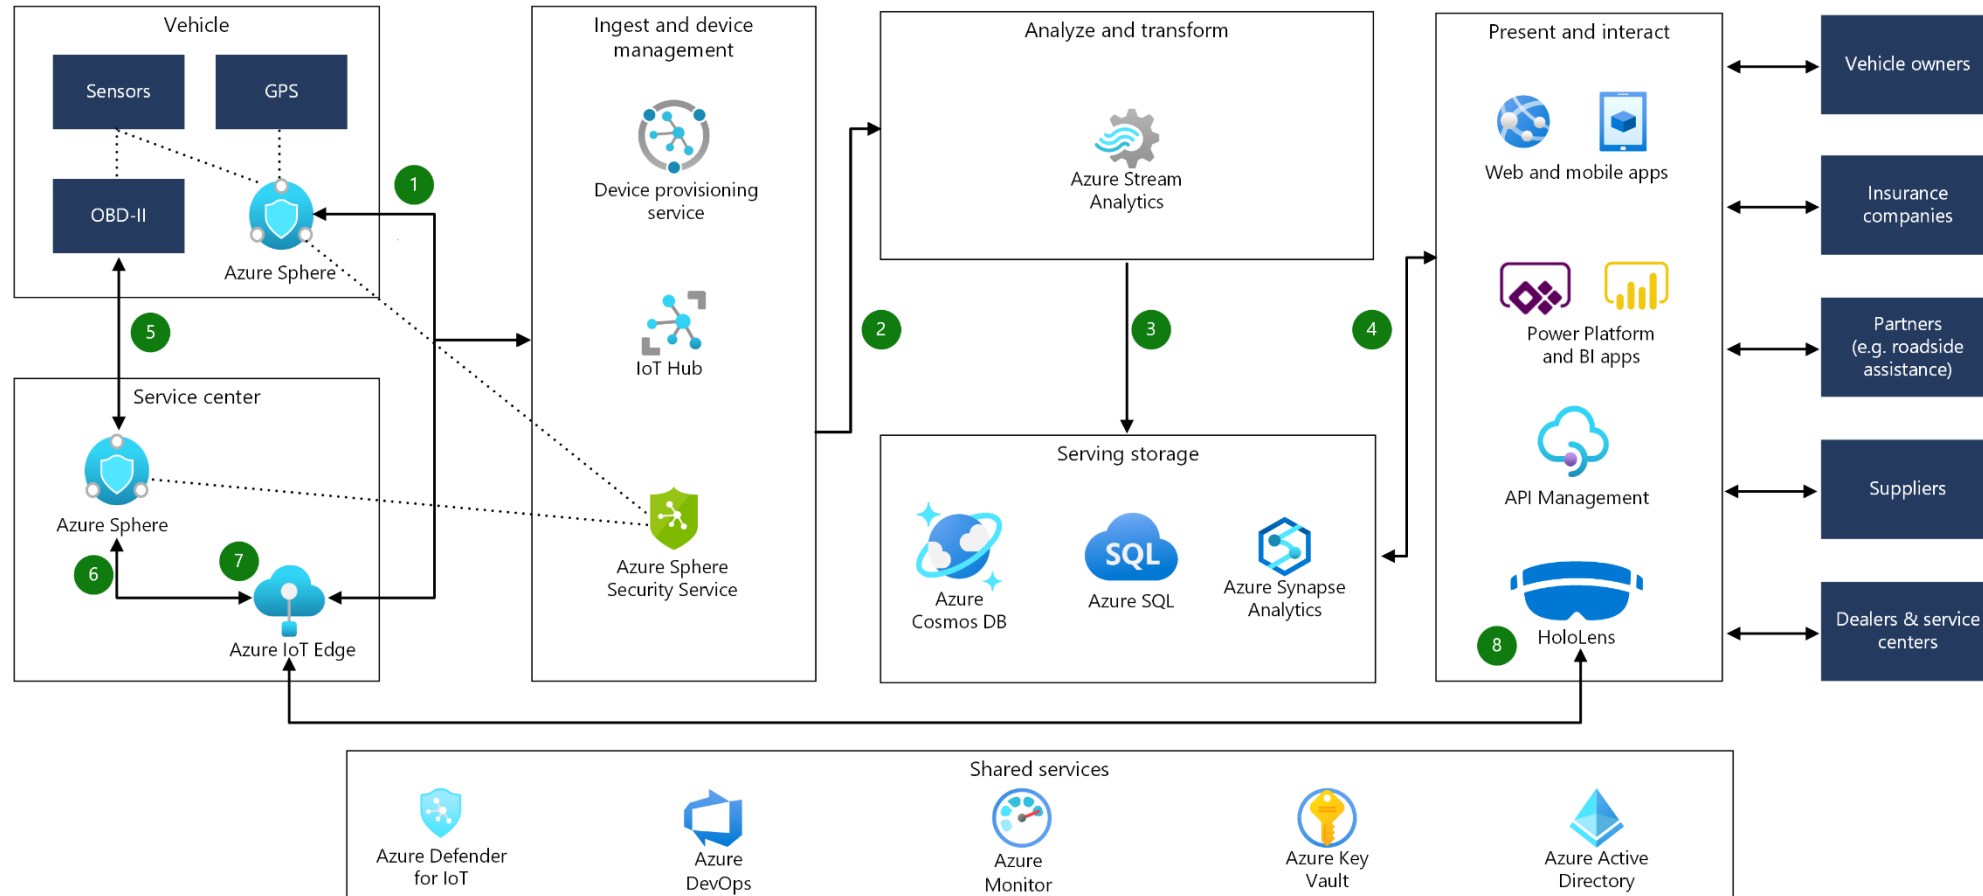 Vehicle
Sensors
GPS
OBD-II
Azure Sphere
1
5
Service center
Azure Sphere
6
7
Azure IoT Edge
Ingest and device
management
Device provisioning
service
IoT Hub
Azure Sphere
Security Service
2
Analyze and transform
Azure Stream
Analytics
3
4
Serving storage
Azure
Cosmos DB
SQL
Azure SQL
Azure Synapse
Analytics
Present and interact
Web and mobile apps
Power Platform
and BI apps
API Management
8
HoloLens
Vehicle owners
Insurance
companies
Partners
(e.g. roadside
assistance)
Suppliers
Dealers & service
centers
Shared services
Azure Defender
for IoT
Azure
DevOps
Azure
Monitor
Azure Key
Vault
Azure Active
Directory